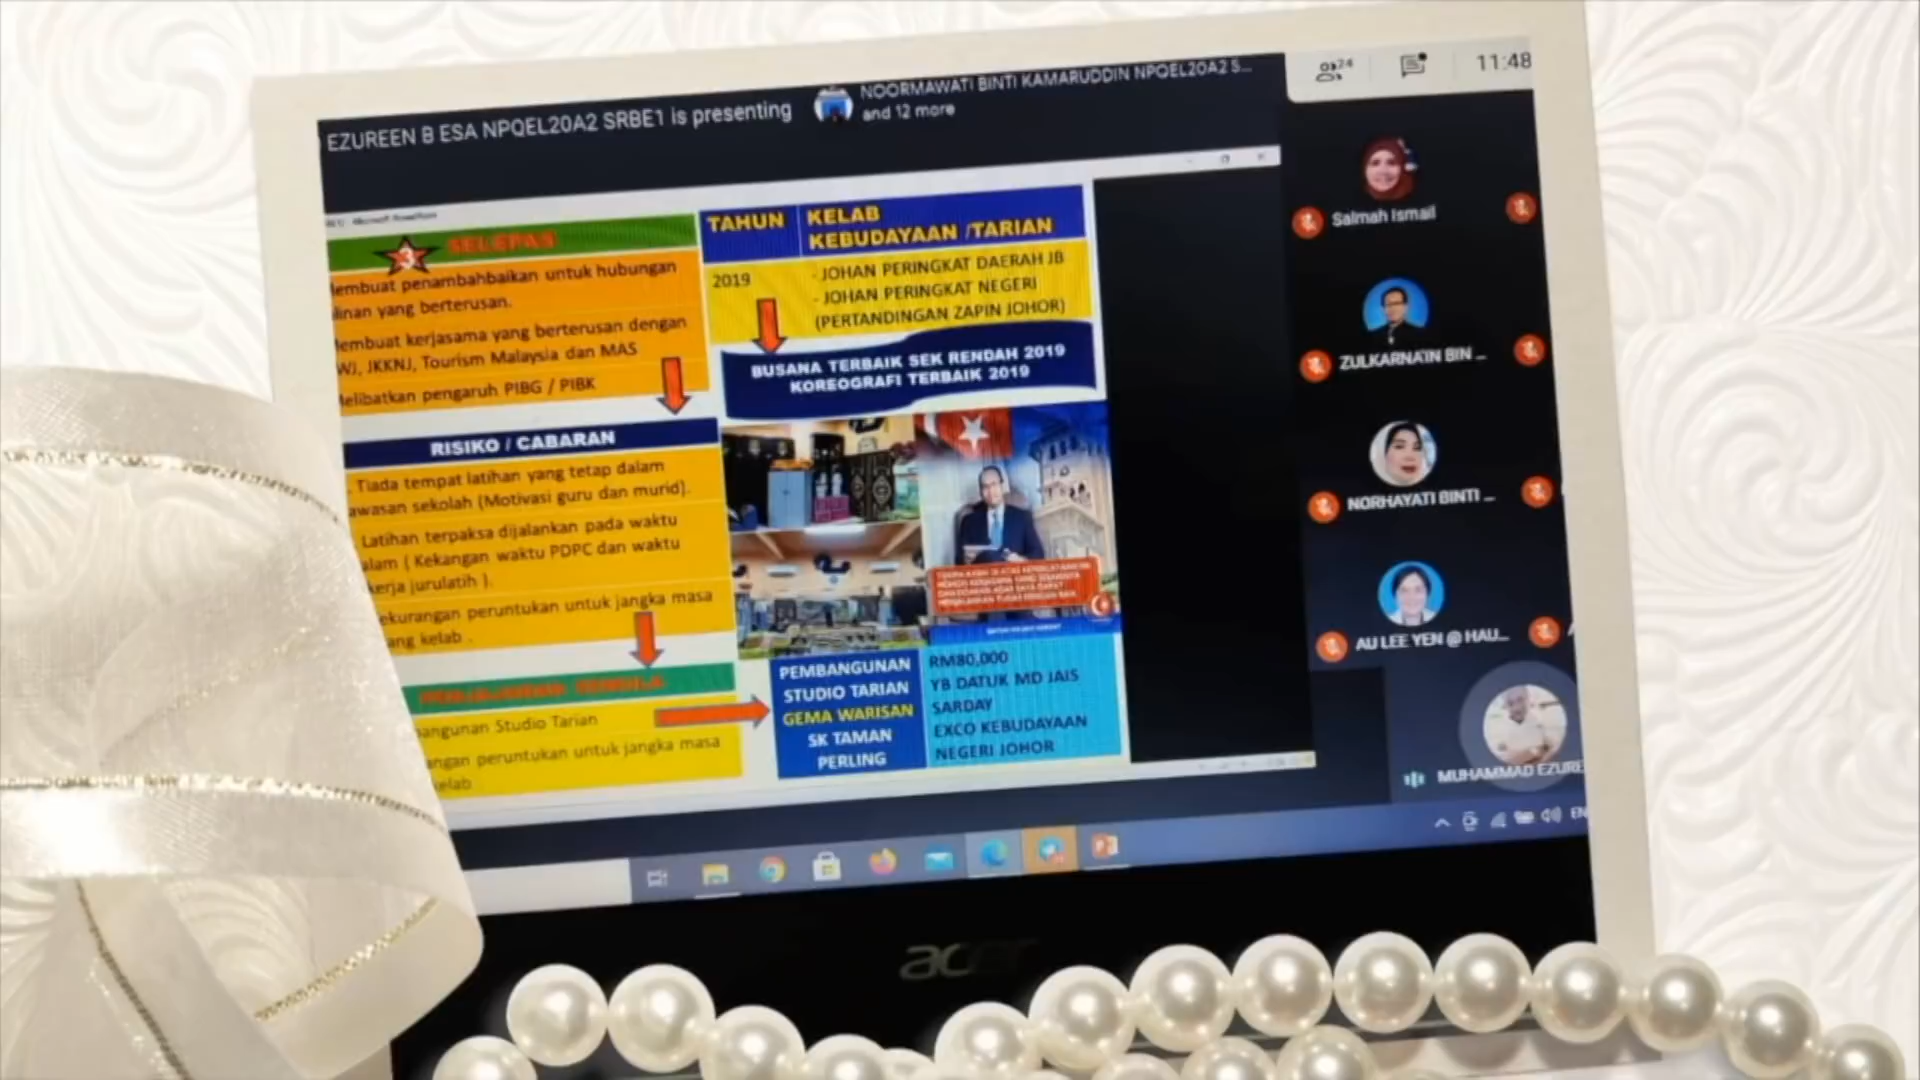 EZUREEN B ESA NPQEL20A2 SRBE1 is presenting
NOORMAWATI BINTI KAMARUDDIN NPQEL20A2 S...
and 12 more
24
11:48
3
SELEPAS
embuat penambahbaikan untuk hubungan
linan yang berterusan.
embuat kerjasama yang berterusan dengan
WJ, JKKNJ, Tourism Malaysia dan MAS
elibatkan pengaruh PIBG / PIBK
RISIKO / CABARAN
. Tiada tempat latihan yang tetap dalam
awasan sekolah (Motivasi guru dan murid).
. Latihan terpaksa dijalankan pada waktu
alam ( Kekangan waktu PDPC dan waktu
kerja jurulatih ).
ekurangan peruntukan untuk jangka masa
ang kelab .
angunan Studio Tarian
angan peruntukan untuk jangka masa
kelab
TAHUN
KELAB
KEBUDAYAAN /TARIAN
2019
- JOHAN PERINGKAT DAERAH JB
- JOHAN PERINGKAT NEGERI
(PERTANDINGAN ZAPIN JOHOR)
BUSANA TERBAIK SEK RENDAH 2019
KOREOGRAFI TERBAIK 2019
PEMBANGUNAN
STUDIO TARIAN
GEMA WARISAN
SK TAMAN
PERLING
RM80,000
YB DATUK MD JAIS
SARDAY
EXCO KEBUDAYAAN
NEGERI JOHOR
Salmah Ismail
ZULKARNAIN BIN ...
NORHAYATI BINTI ...
AU LEE YEN @ HAU...
MUHAMMAD EZURE
EN
acer